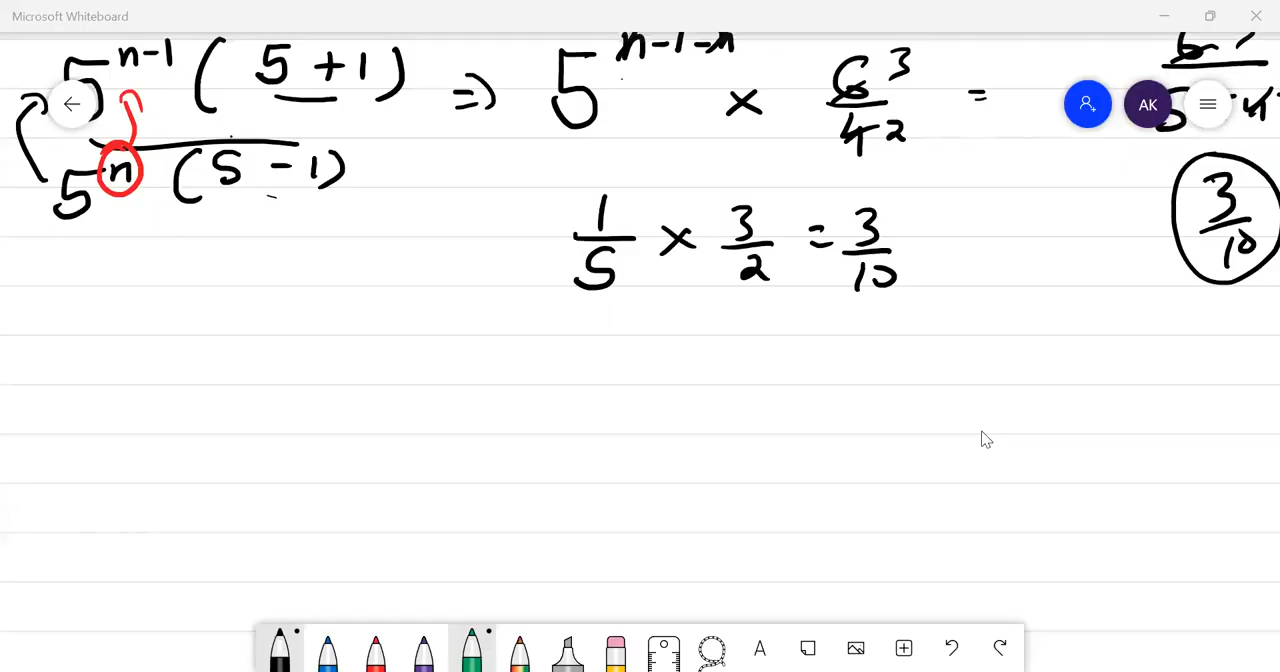 Microsoft Whiteboard
5^{n-1} (5 + 1) ⇒ 5^{n-1-n} × 6 3 / 4 2 =
5^n (5 - 1)
1/5 × 3/2 = 3/10
3/10
AK
A